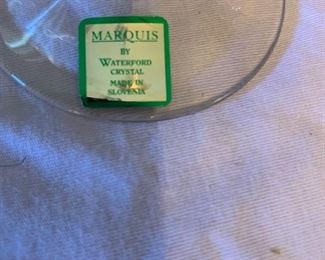 MARQUIS
BY
WATERFORD
CRYSTAL
MADE IN
SLOVENIA